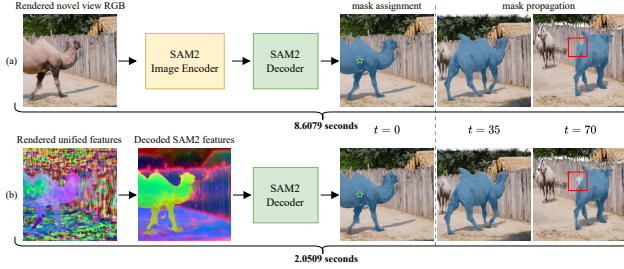 Rendered novel view RGB
mask assignment
mask propagation
(a)
SAM2
Image Encoder
SAM2
Decoder
8.6079 seconds
t = 0
t = 35
t = 70
Rendered unified features
Decoded SAM2 features
(b)
SAM2
Decoder
2.0509 seconds